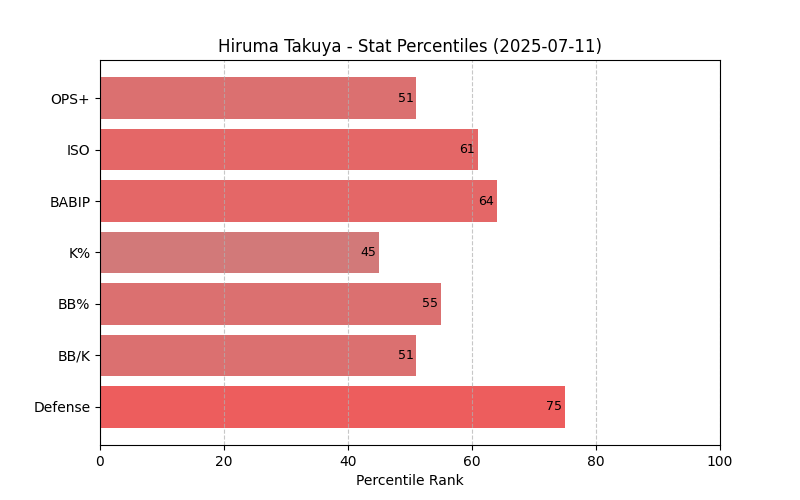 Hiruma Takuya - Stat Percentiles (2025-07-11)
OPS+ 51
ISO 61
BABIP 64
K% 45
BB% 55
BB/K 51
Defense 75
0 20 40 60 80 100
Percentile Rank